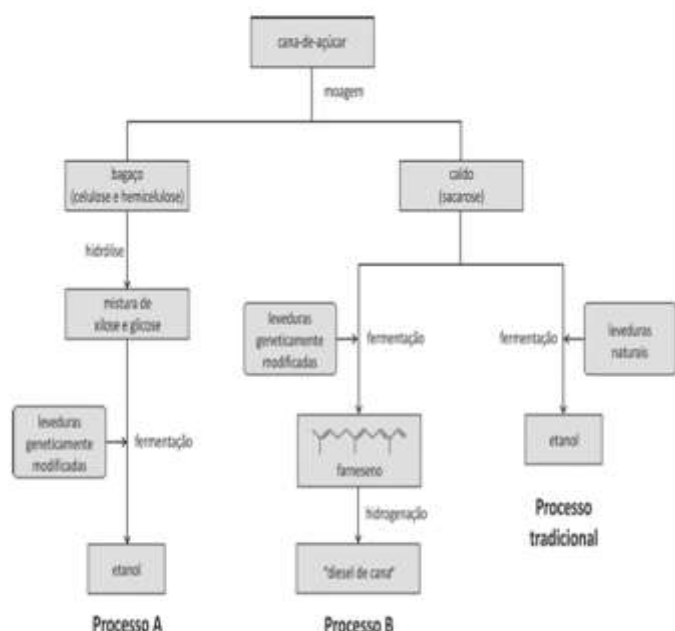 cana-de-açúcar
moagem
bagaço
(celulose e hemicelulose)
caldo
(sacarose)
hidrólise
mistura de
xilose e glicose
leveduras
geneticamente
modificadas
fermentação
fermentação
leveduras
naturais
leveduras
geneticamente
modificadas
fermentação
farneseno
etanol
hidrogenação
Processo
tradicional
etanol
"diesel de cana"
Processo A
Processo B